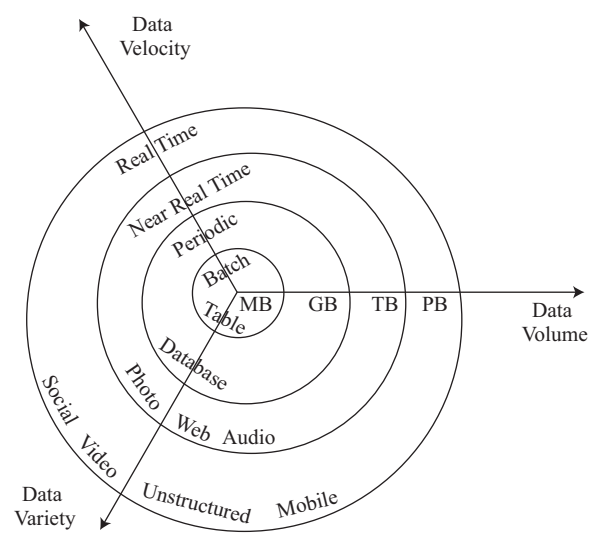 Data
Velocity
Real Time
Near Real Time
Periodic
Batch
MB GB TB PB
Data
Volume
Table
Database
Photo Web Audio
Social Video Unstructured Mobile
Data
Variety